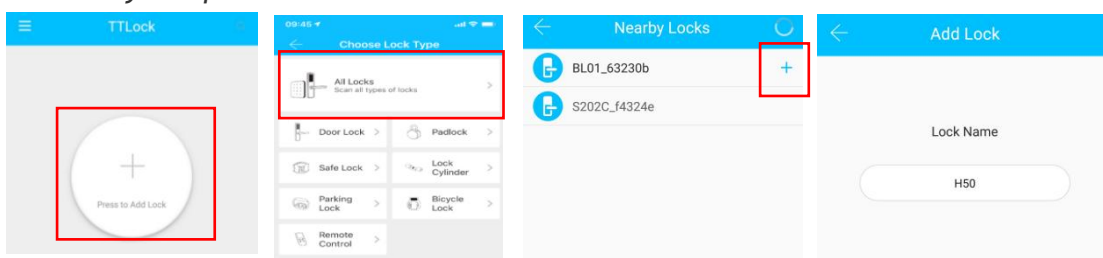 TTLock
Press to Add Lock
09:45
Choose Lock Type
All Locks
Scan all types of locks
Door Lock
Padlock
Safe Lock
Lock
Cylinder
Parking
Lock
Bicycle
Lock
Remote
Control
Nearby Locks
BL01_63230b
S202C_f4324e
Add Lock
Lock Name
H50